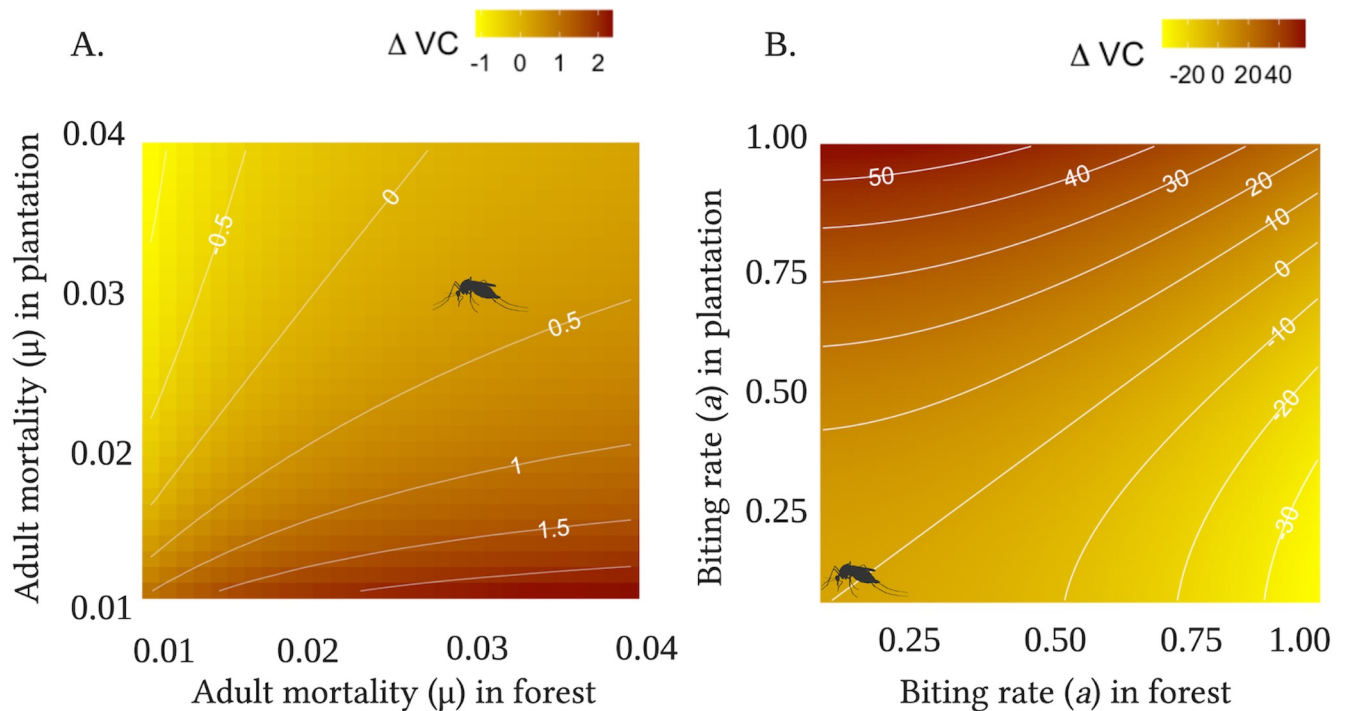 A.
Δ VC
-1 0 1 2
Adult mortality (μ) in plantation
0.04
0.03
0.02
0.01
-0.5
0
0.5
1
1.5
0.01 0.02 0.03 0.04
Adult mortality (μ) in forest
B.
Δ VC
-20 0 20 40
Biting rate (a) in plantation
1.00
0.75
0.50
0.25
50
40
30
20
10
0
-10
-20
-30
0.25 0.50 0.75 1.00
Biting rate (a) in forest